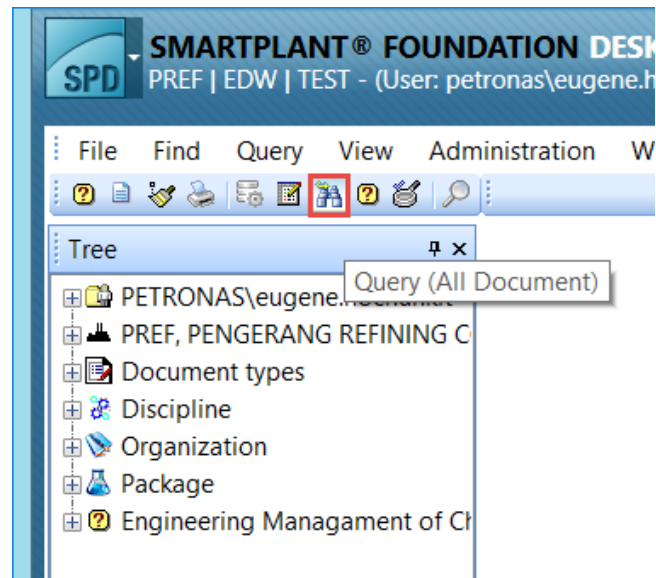 SMARTPLANT® FOUNDATION DESK
SPD
PREF | EDW | TEST - (User: petronas\eugene.h
File Find Query View Administration W
Tree
Query (All Document)
PETRONAS\eugene.
PREF, PENGERANG REFINING C
Document types
Discipline
Organization
Package
Engineering Managament of Ch